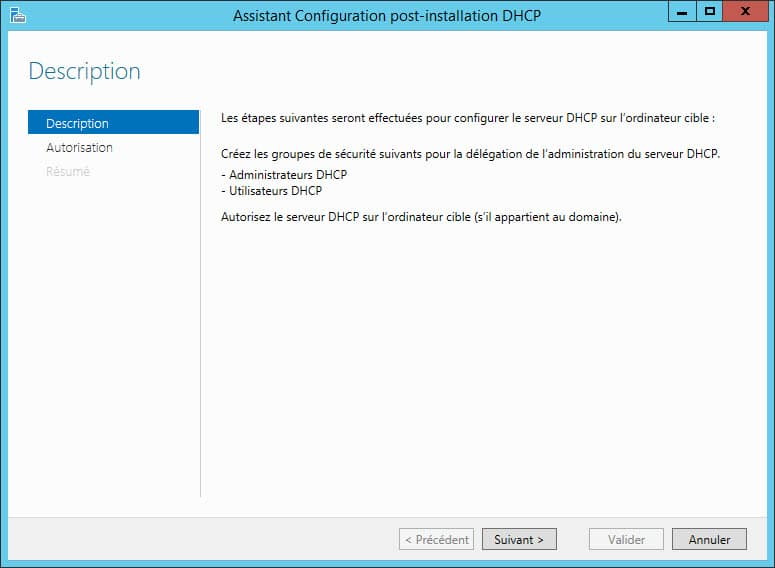 Assistant Configuration post-installation DHCP
Description
Description
Autorisation
Résumé
Les étapes suivantes seront effectuées pour configurer le serveur DHCP sur l'ordinateur cible :
Créez les groupes de sécurité suivants pour la délégation de l'administration du serveur DHCP.
- Administrateurs DHCP
- Utilisateurs DHCP
Autorisez le serveur DHCP sur l'ordinateur cible (s'il appartient au domaine).
< Précédent
Suivant >
Valider
Annuler